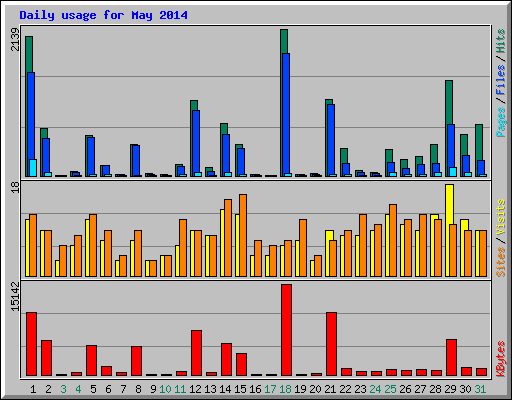 Daily usage for May 2014
2139
Pages / Files / Hits
18
Sites / Visits
15142
KBytes
1 2 3 4 5 6 7 8 9 10 11 12 13 14 15 16 17 18 19 20 21 22 23 24 25 26 27 28 29 30 31